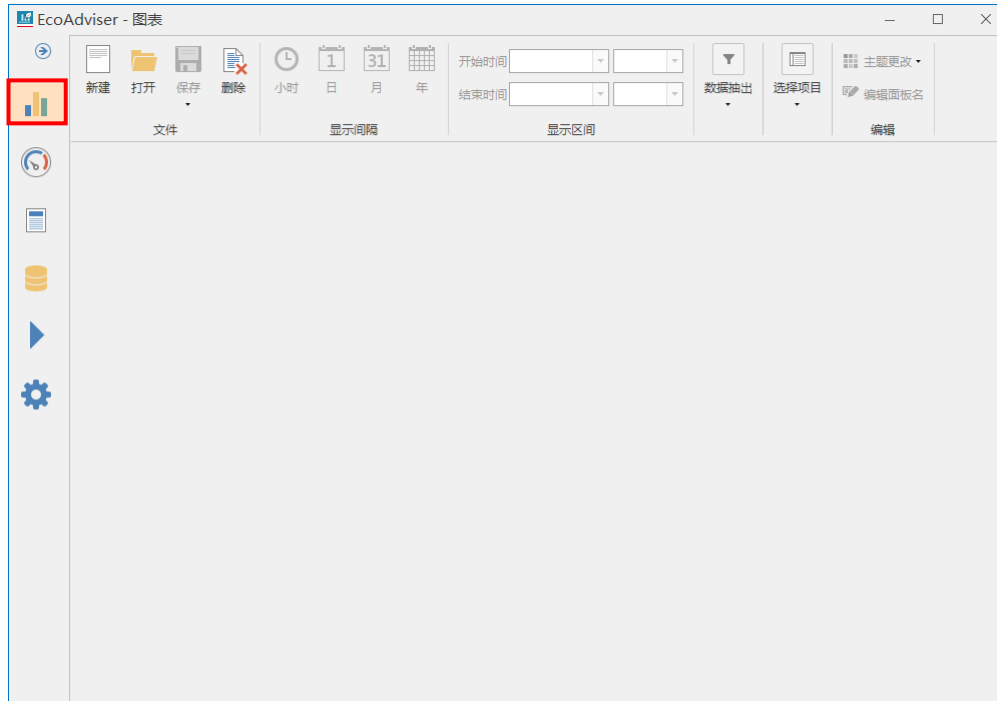 EcoAdviser - 图表
新建 打开 保存 删除 小时 日 月 年
1 31
开始时间
结束时间
数据抽出 选择项目
主题更改
编辑面板名
文件 显示间隔 显示区间 编辑